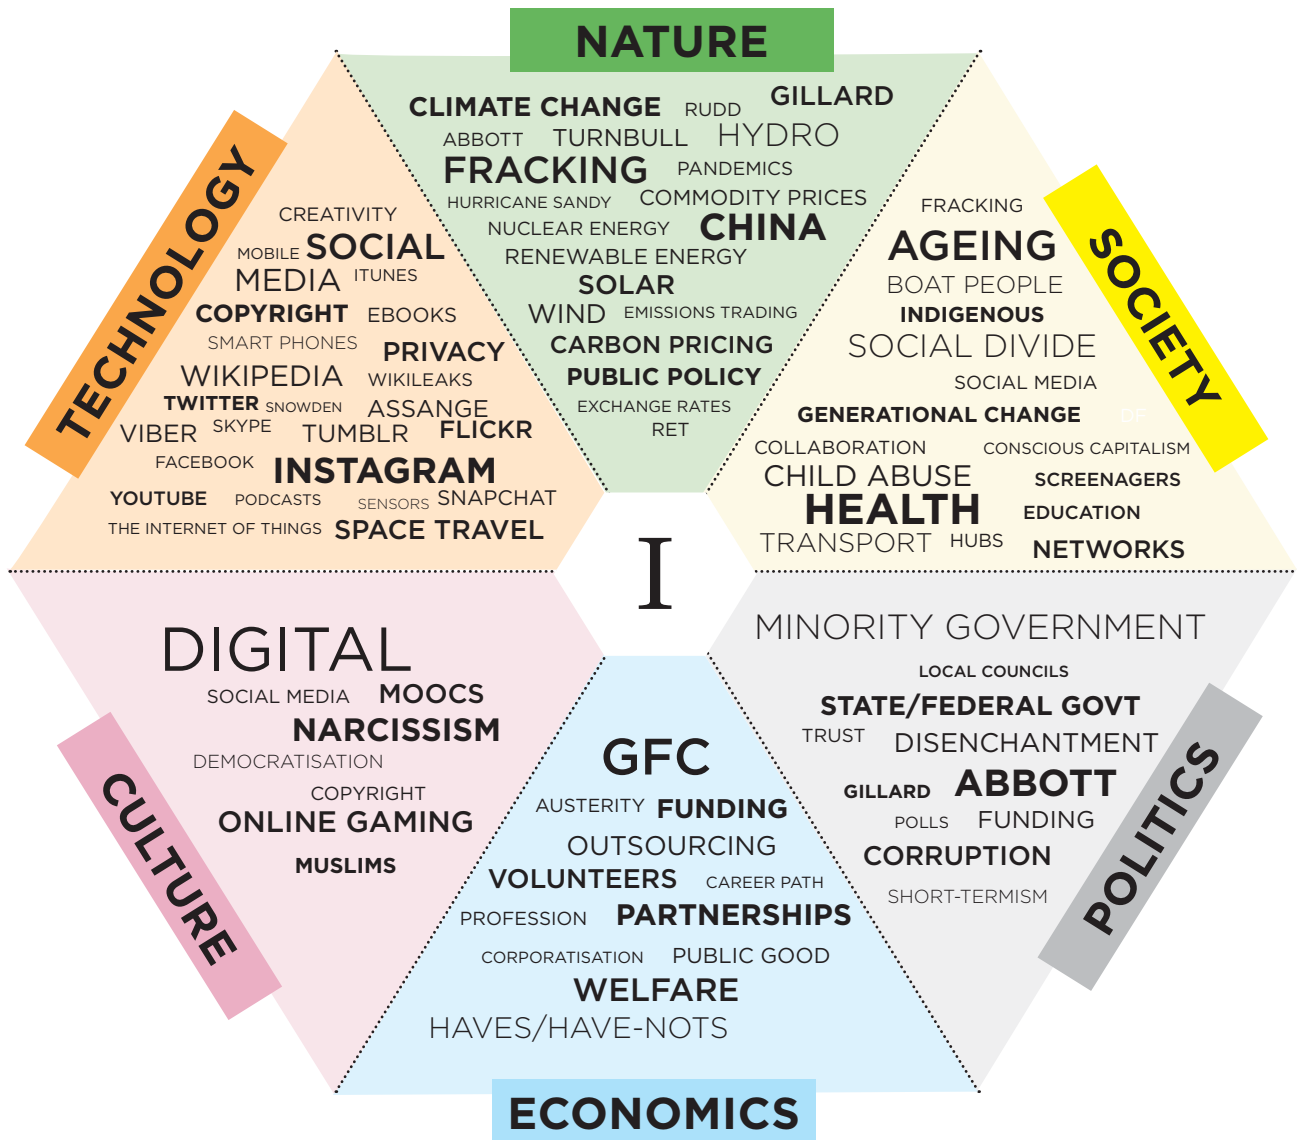 NATURE
CLIMATE CHANGE RUDD GILLARD
ABBOTT TURNBULL HYDRO
FRACKING PANDEMICS
HURRICANE SANDY COMMODITY PRICES
NUCLEAR ENERGY CHINA
RENEWABLE ENERGY
SOLAR
WIND EMISSIONS TRADING
CARBON PRICING
PUBLIC POLICY
EXCHANGE RATES
RET
SOCIETY
FRACKING
AGEING
BOAT PEOPLE
INDIGENOUS
SOCIAL DIVIDE
SOCIAL MEDIA
GENERATIONAL CHANGE
COLLABORATION CONSCIOUS CAPITALISM
CHILD ABUSE SCREENAGERS
HEALTH EDUCATION
TRANSPORT HUBS NETWORKS
POLITICS
MINORITY GOVERNMENT
LOCAL COUNCILS
STATE/FEDERAL GOVT
TRUST DISENCHANTMENT
GILLARD ABBOTT
POLLS FUNDING
CORRUPTION
SHORT-TERMISM
ECONOMICS
GFC
AUSTERITY FUNDING
OUTSOURCING
VOLUNTEERS CAREER PATH
PROFESSION PARTNERSHIPS
CORPORATISATION PUBLIC GOOD
WELFARE
HAVES/HAVE-NOTS
CULTURE
DIGITAL
SOCIAL MEDIA MOOCS
NARCISSISM
DEMOCRATISATION
COPYRIGHT
ONLINE GAMING
MUSLIMS
TECHNOLOGY
CREATIVITY
MOBILE SOCIAL
MEDIA ITUNES
COPYRIGHT EBOOKS
SMART PHONES PRIVACY
WIKIPEDIA WIKILEAKS
TWITTER SNOWDEN ASSANGE
VIBER SKYPE TUMBLR FLICKR
FACEBOOK INSTAGRAM
YOUTUBE PODCASTS SENSORS SNAPCHAT
THE INTERNET OF THINGS SPACE TRAVEL
I